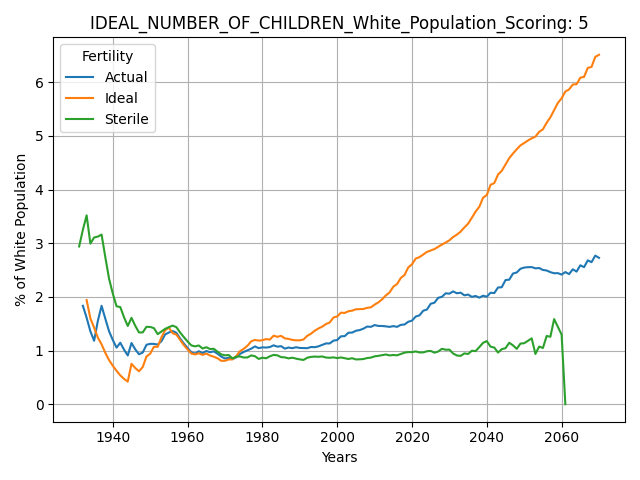 IDEAL_NUMBER_OF_CHILDREN_White_Population_Scoring: 5
Fertility
Actual
Ideal
Sterile
% of White Population
6
5
4
3
2
1
0
1940 1960 1980 2000 2020 2040 2060
Years